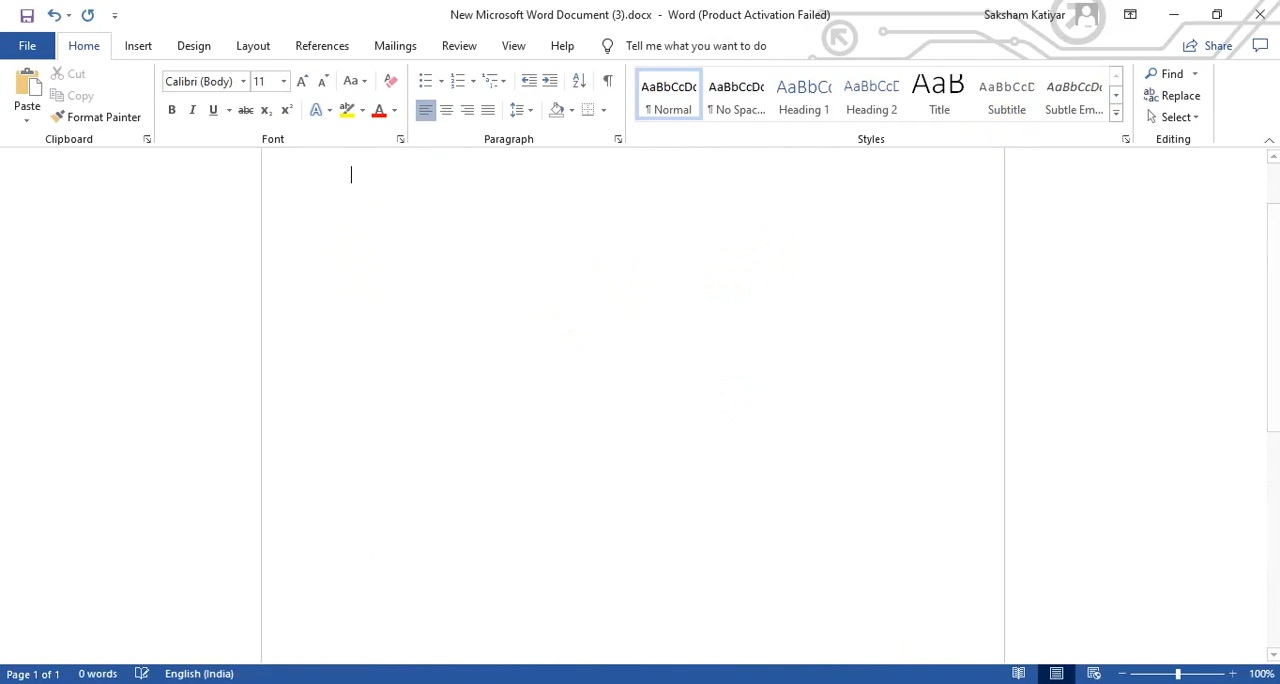 New Microsoft Word Document (3).docx - Word (Product Activation Failed)
Saksham Katiyar
File Home Insert Design Layout References Mailings Review View Help Tell me what you want to do Share
Paste
Cut
Copy
Format Painter
Clipboard
Calibri (Body) 11 Aa
B I U abc X₂ X² A A
Font
Paragraph
AaBbCcDc ¶ Normal
AaBbCcDc ¶ No Spac...
AaBbCc Heading 1
AaBbCcD Heading 2
AaB Title
AaBbCcD Subtitle
AaBbCcDc Subtle Em...
Styles
Find
Replace
Select
Editing
Page 1 of 1 0 words English (India) 100%